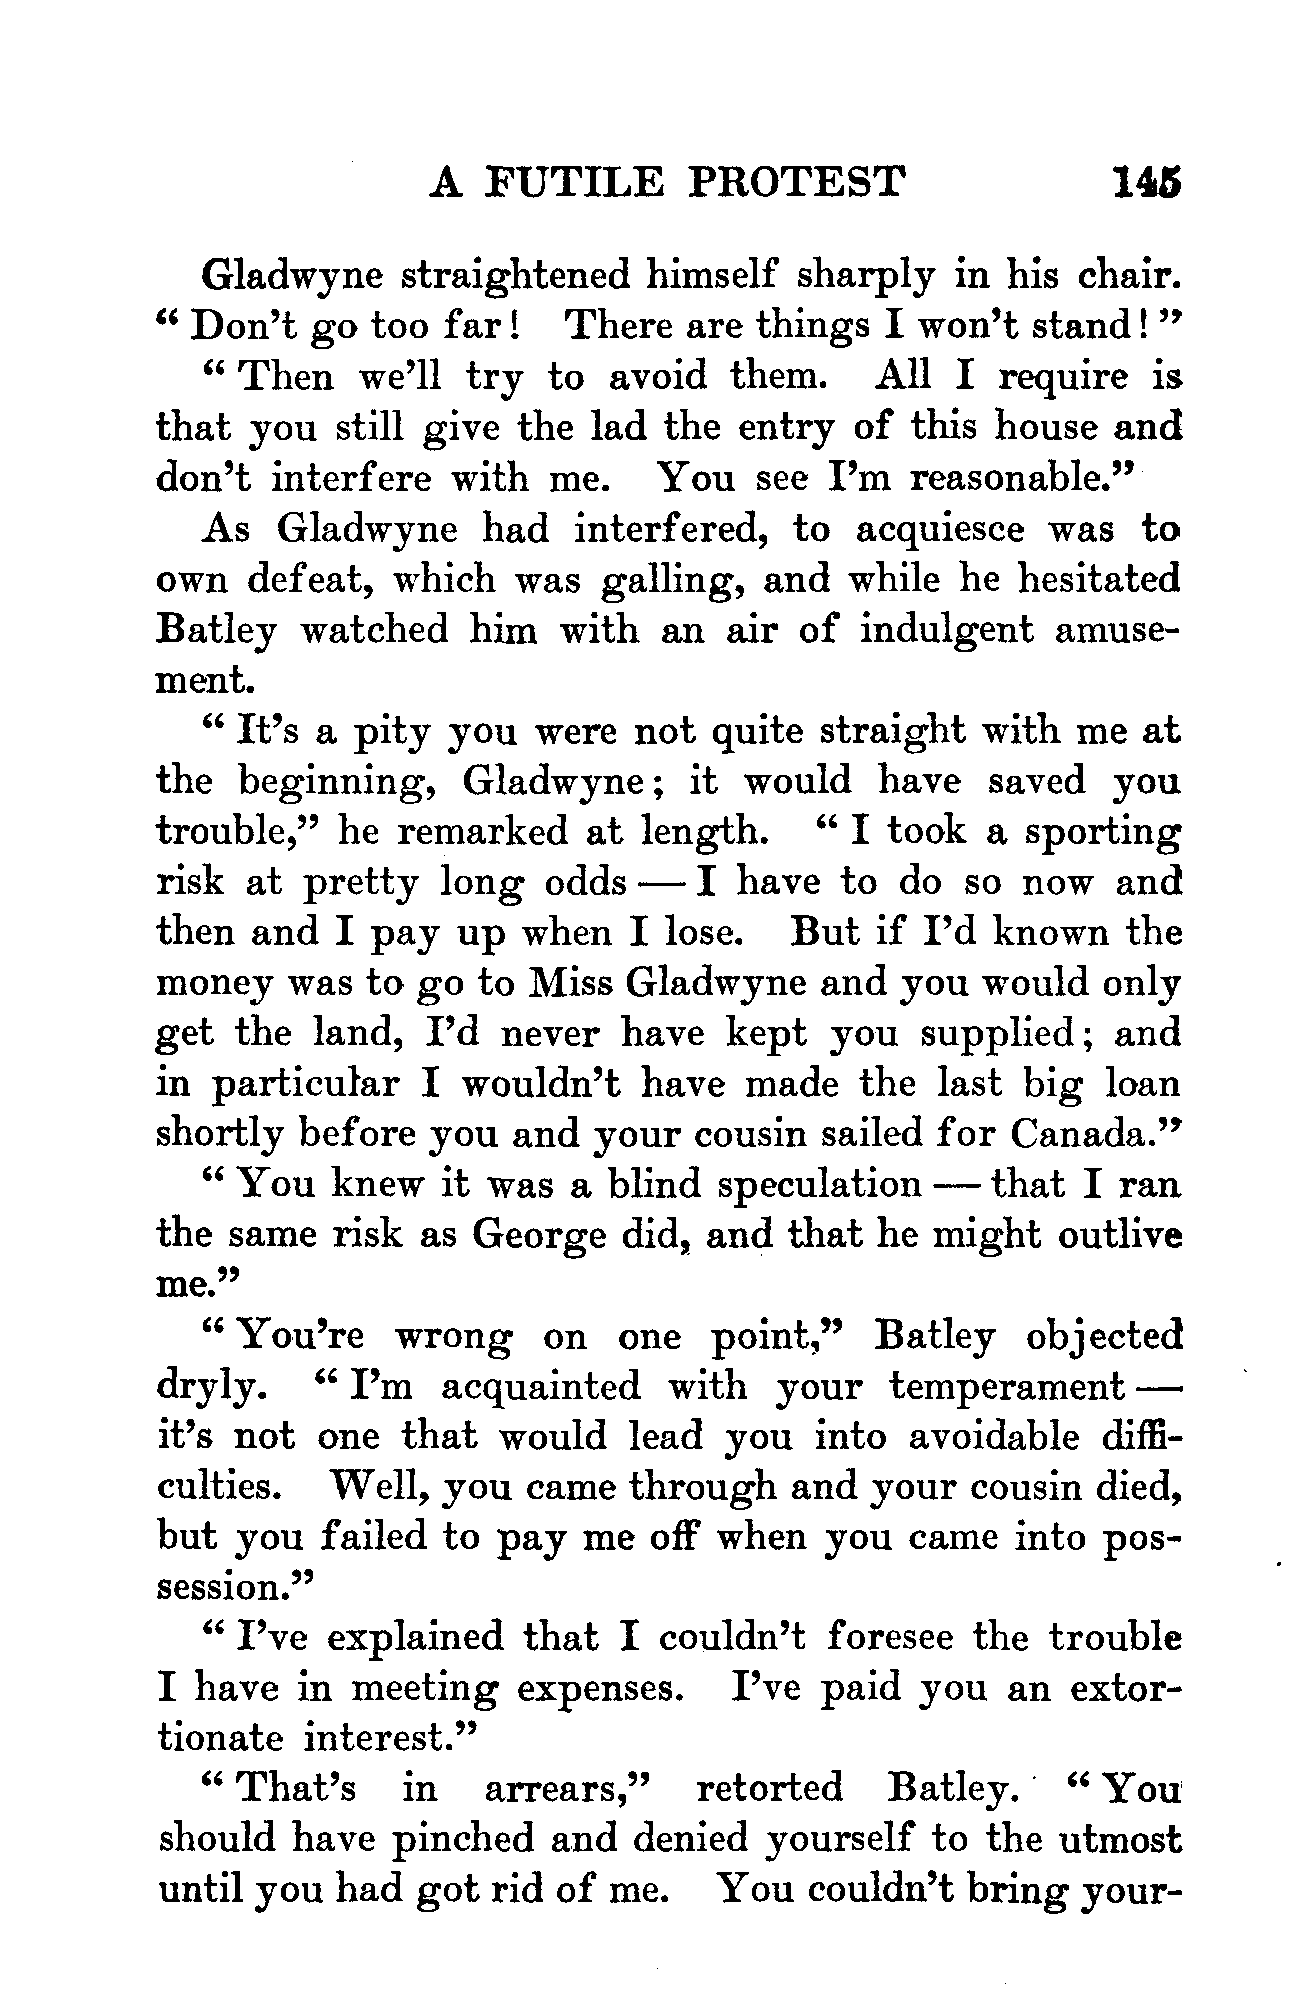 A FUTILE PROTEST 145
Gladwyne straightened himself sharply in his chair.
“ Don’t go too far! There are things I won’t stand! ”
“ Then we’ll try to avoid them. All I require is
that you still give the lad the entry of this house and
don’t interfere with me. You see I’m reasonable.”
As Gladwyne had interfered, to acquiesce was to
own defeat, which was galling, and while he hesitated
Batley watched him with an air of indulgent amuse-
ment.
“ It’s a pity you were not quite straight with me at
the beginning, Gladwyne; it would have saved you
trouble,” he remarked at length. “ I took a sporting
risk at pretty long odds — I have to do so now and
then and I pay up when I lose. But if I’d known the
money was to go to Miss Gladwyne and you would only
get the land, I’d never have kept you supplied; and
in particular I wouldn’t have made the last big loan
shortly before you and your cousin sailed for Canada.”
“ You knew it was a blind speculation — that I ran
the same risk as George did, and that he might outlive
me.”
“ You’re wrong on one point,” Batley objected
dryly. “ I’m acquainted with your temperament —
it’s not one that would lead you into avoidable diffi-
culties. Well, you came through and your cousin died,
but you failed to pay me off when you came into pos-
session.”
“ I’ve explained that I couldn’t foresee the trouble
I have in meeting expenses. I’ve paid you an extor-
tionate interest.”
“ That’s in arrears,” retorted Batley. “ You
should have pinched and denied yourself to the utmost
until you had got rid of me. You couldn’t bring your-